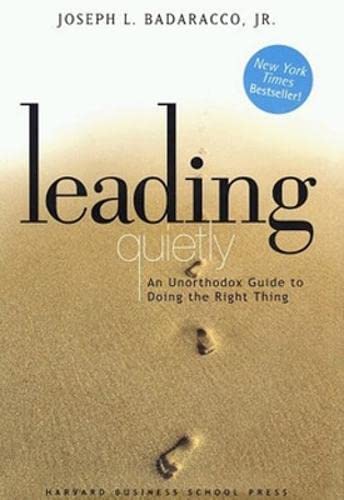 JOSEPH L. BADARACCO, JR.
New York
Times
Bestseller!
leading
quietly
An Unorthodox Guide to
Doing the Right Thing
HARVARD BUSINESS SCHOOL PRESS